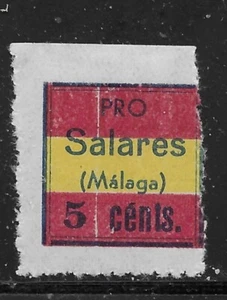 PRO
Salares
(Málaga)
5 cénts.